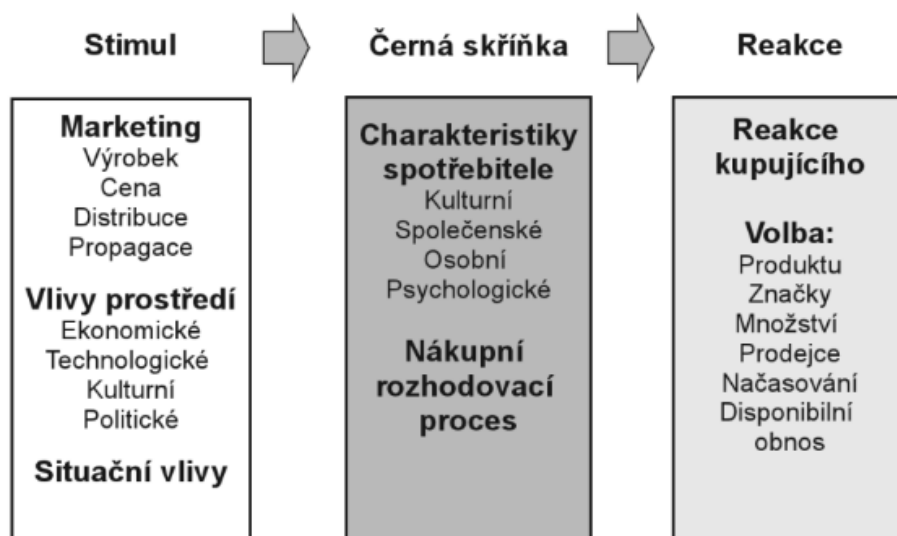 Stimul
Černá skříňka
Reakce
Marketing
Výrobek
Cena
Distribuce
Propagace
Vlivy prostředí
Ekonomické
Technologické
Kulturní
Politické
Situační vlivy
Charakteristiky
spotřebitele
Kulturní
Společenské
Osobní
Psychologické
Nákupní
rozhodovací
proces
Reakce
kupujícího
Volba:
Produktu
Značky
Množství
Prodejce
Načasování
Disponibilní
obnos